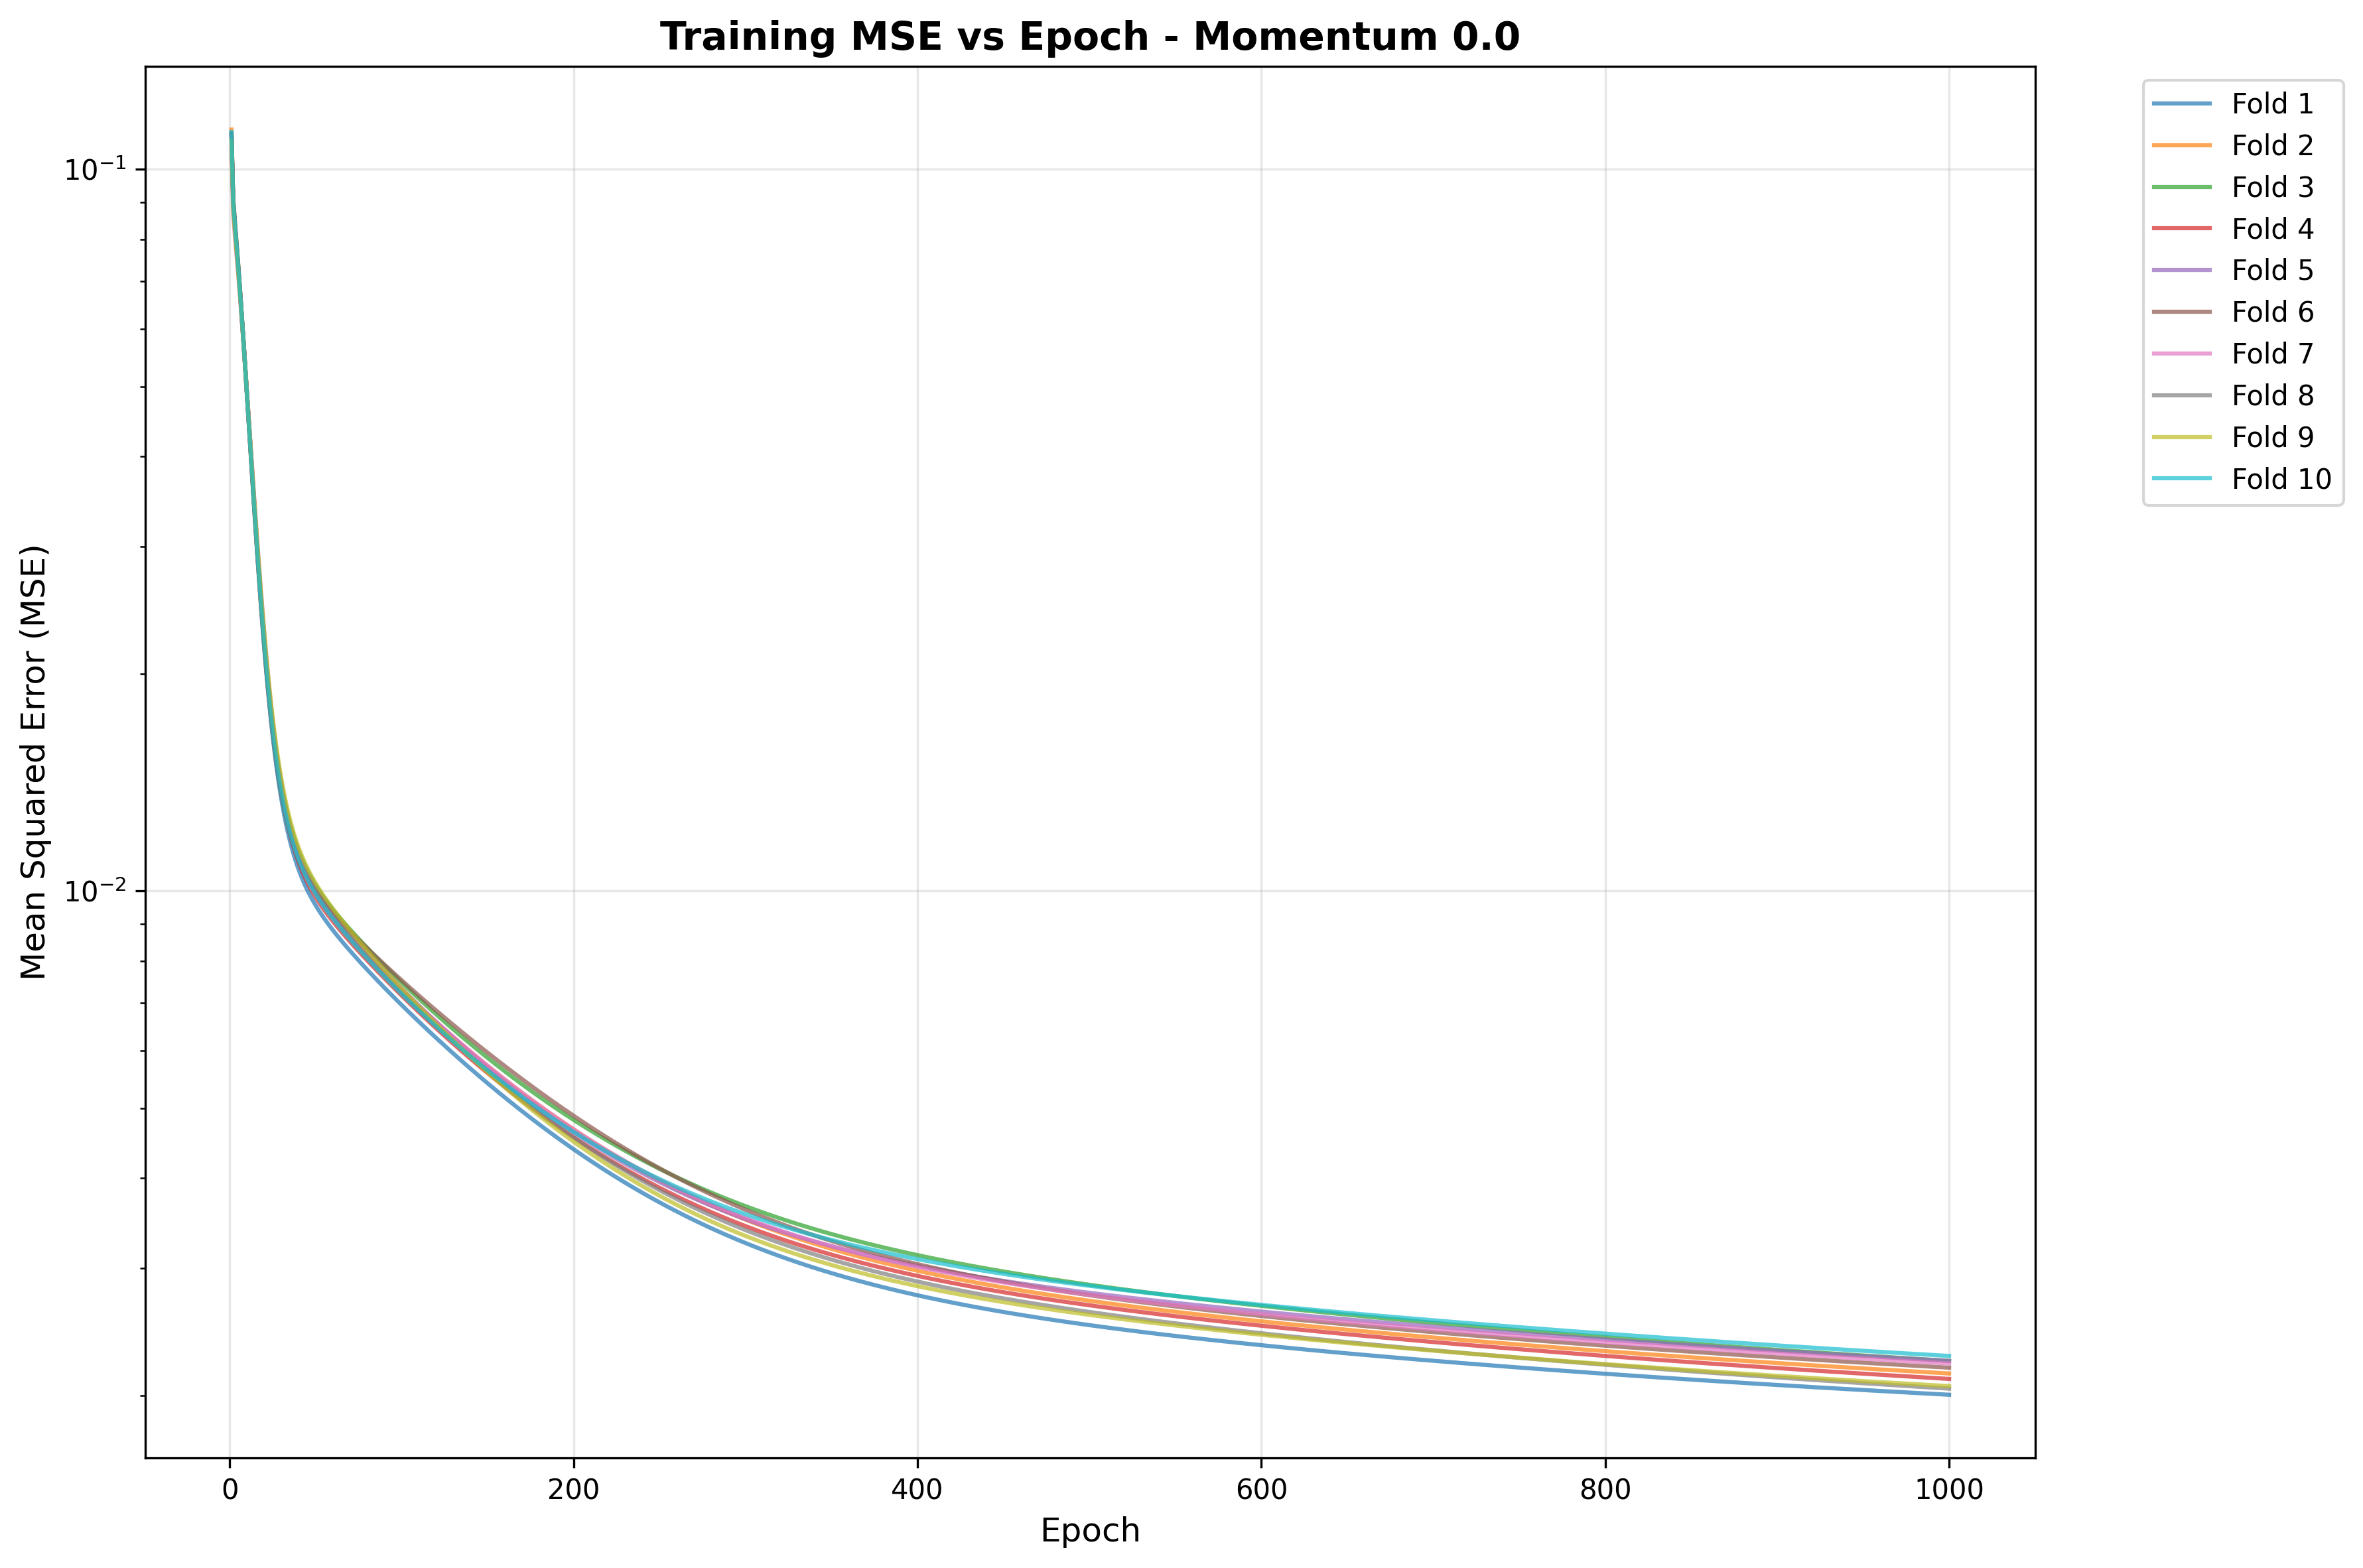 Training MSE vs Epoch - Momentum 0.0
Mean Squared Error (MSE)
10⁻¹
10⁻²
0 200 400 600 800 1000
Epoch
Fold 1
Fold 2
Fold 3
Fold 4
Fold 5
Fold 6
Fold 7
Fold 8
Fold 9
Fold 10